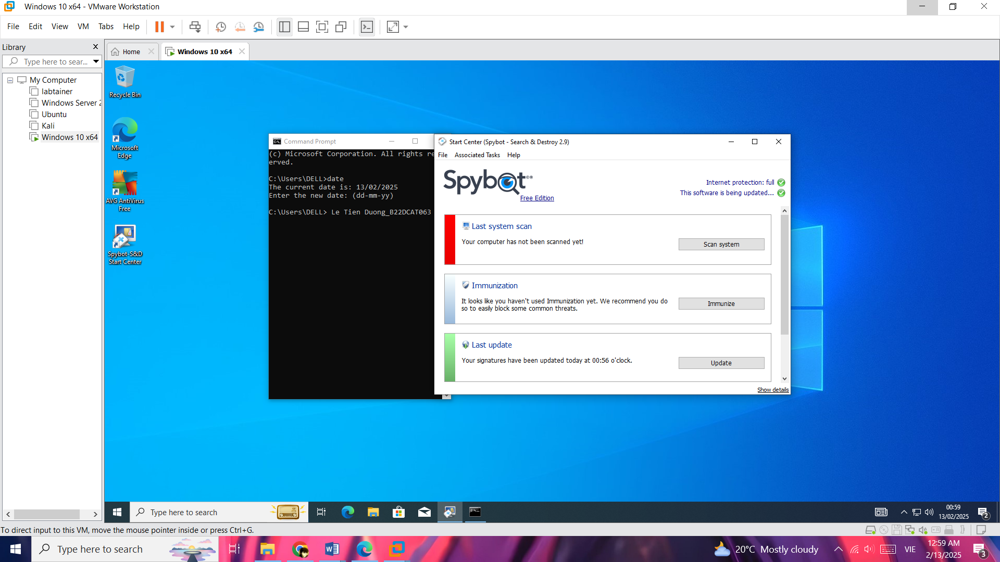 Windows 10 x64 - VMware Workstation
File Edit View VM Tabs Help
Library
Type here to sear...
My Computer
labtainer
Windows Server 2
Ubuntu
Kali
Windows 10 x64
Home
Windows 10 x64
Recycle Bin
Microsoft
Edge
AVG AntiVirus
Free
Spybot-S&D
Start Center
Command Prompt
(c) Microsoft Corporation. All rights re
erved.
C:\Users\DELL>date
The current date is: 13/02/2025
Enter the new date: (dd-mm-yy)
C:\Users\DELL> Le Tien Duong_B22DCAT063
Start Center (Spybot - Search & Destroy 2.9)
File Associated Tasks Help
Spybot©®
Free Edition
Internet protection: full
This software is being updated...
Last system scan
Your computer has not been scanned yet!
Scan system
Immunization
It looks like you haven't used Immunization yet. We recommend you do
so to easily block some common threats.
Immunize
Last update
Your signatures have been updated today at 00:56 o'clock.
Update
Show details
Type here to search
00:59
13/02/2025
2
To direct input to this VM, move the mouse pointer inside or press Ctrl+G.
Type here to search
20°C Mostly cloudy
VIE
12:59 AM
2/13/2025
3